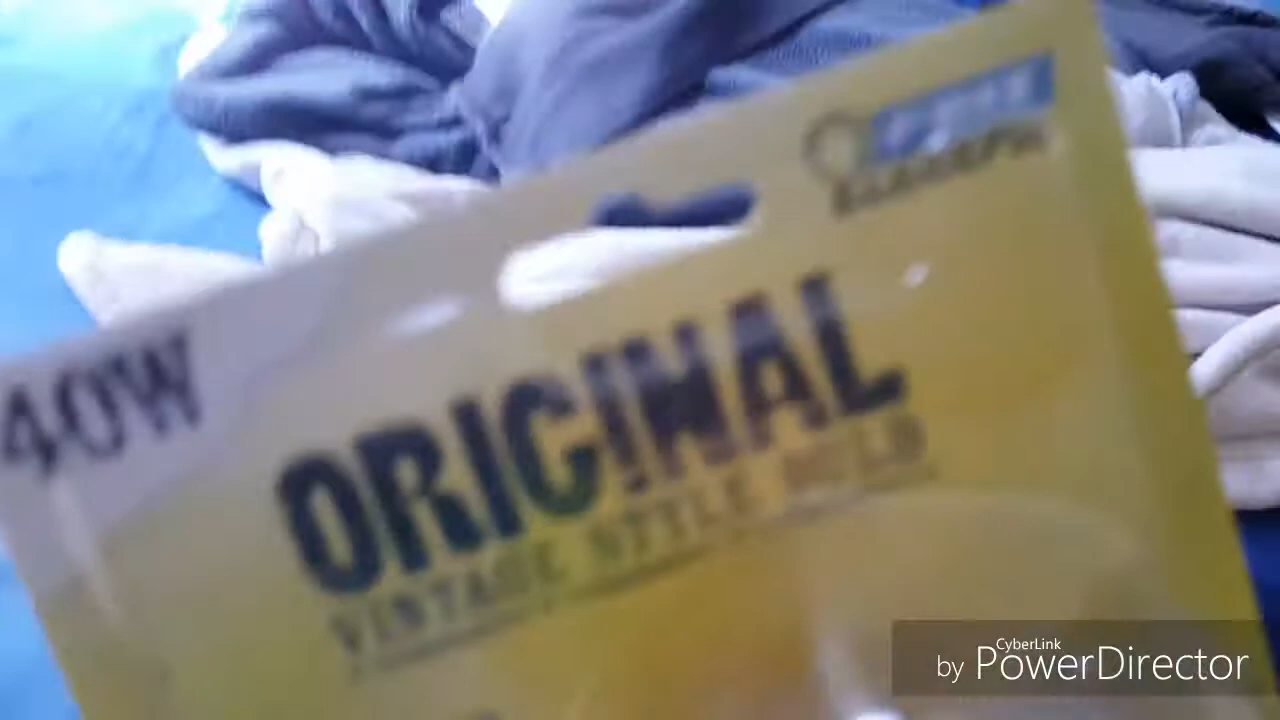 40W
ORIGINAL
VINTAGE STYLE BULB
CyberLink
by PowerDirector